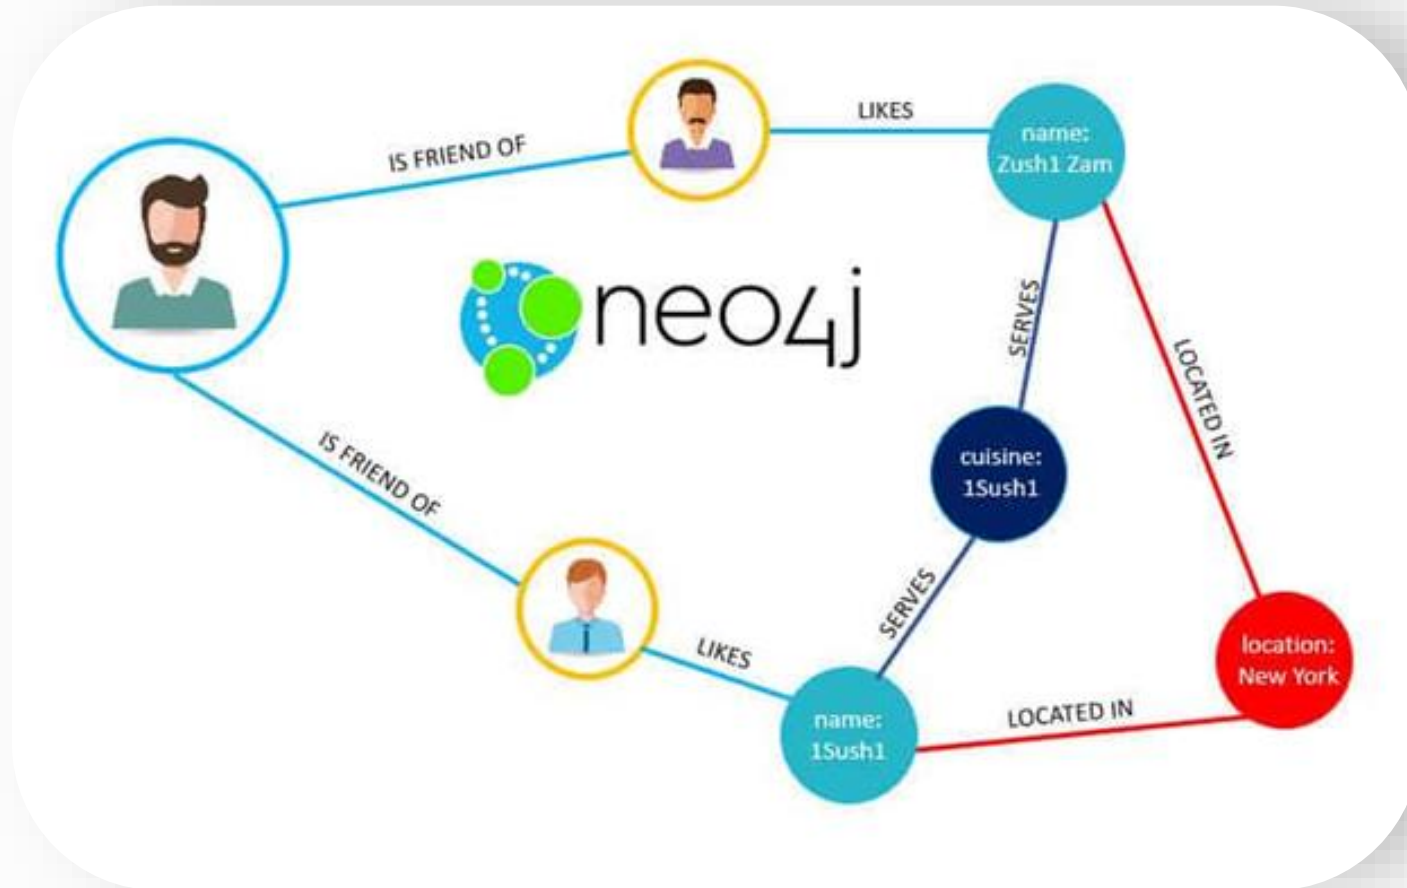 IS FRIEND OF
LIKES
name:
Zush1 Zam
neo4j
SERVES
LOCATED IN
IS FRIEND OF
cuisine:
1Sush1
SERVES
LIKES
location:
New York
name:
1Sush1
LOCATED IN